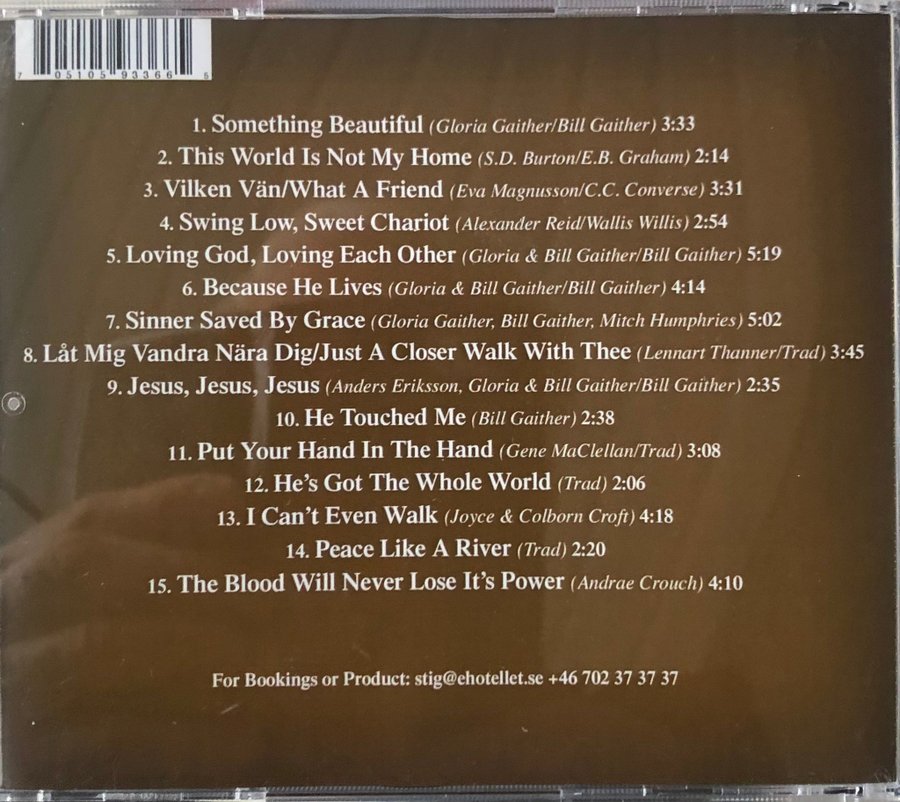 7 05105 93366 5
1. Something Beautiful (Gloria Gaither/Bill Gaither) 3:33
2. This World Is Not My Home (S.D. Burton/E.B. Graham) 2:14
3. Vilken Vän/What A Friend (Eva Magnusson/C.C. Converse) 3:31
4. Swing Low, Sweet Chariot (Alexander Reid/Wallis Willis) 2:54
5. Loving God, Loving Each Other (Gloria & Bill Gaither/Bill Gaither) 5:19
6. Because He Lives (Gloria & Bill Gaither/Bill Gaither) 4:14
7. Sinner Saved By Grace (Gloria Gaither, Bill Gaither, Mitch Humphries) 5:02
8. Låt Mig Vandra Nära Dig/Just A Closer Walk With Thee (Lennart Thanner/Trad) 3:45
9. Jesus, Jesus, Jesus (Anders Eriksson, Gloria & Bill Gaither/Bill Gaither) 2:35
10. He Touched Me (Bill Gaither) 2:38
11. Put Your Hand In The Hand (Gene MaClellan/Trad) 3:08
12. He's Got The Whole World (Trad) 2:06
13. I Can't Even Walk (Joyce & Colborn Croft) 4:18
14. Peace Like A River (Trad) 2:20
15. The Blood Will Never Lose It's Power (Andrae Crouch) 4:10
For Bookings or Product: stig@ehotellet.se +46 702 37 37 37